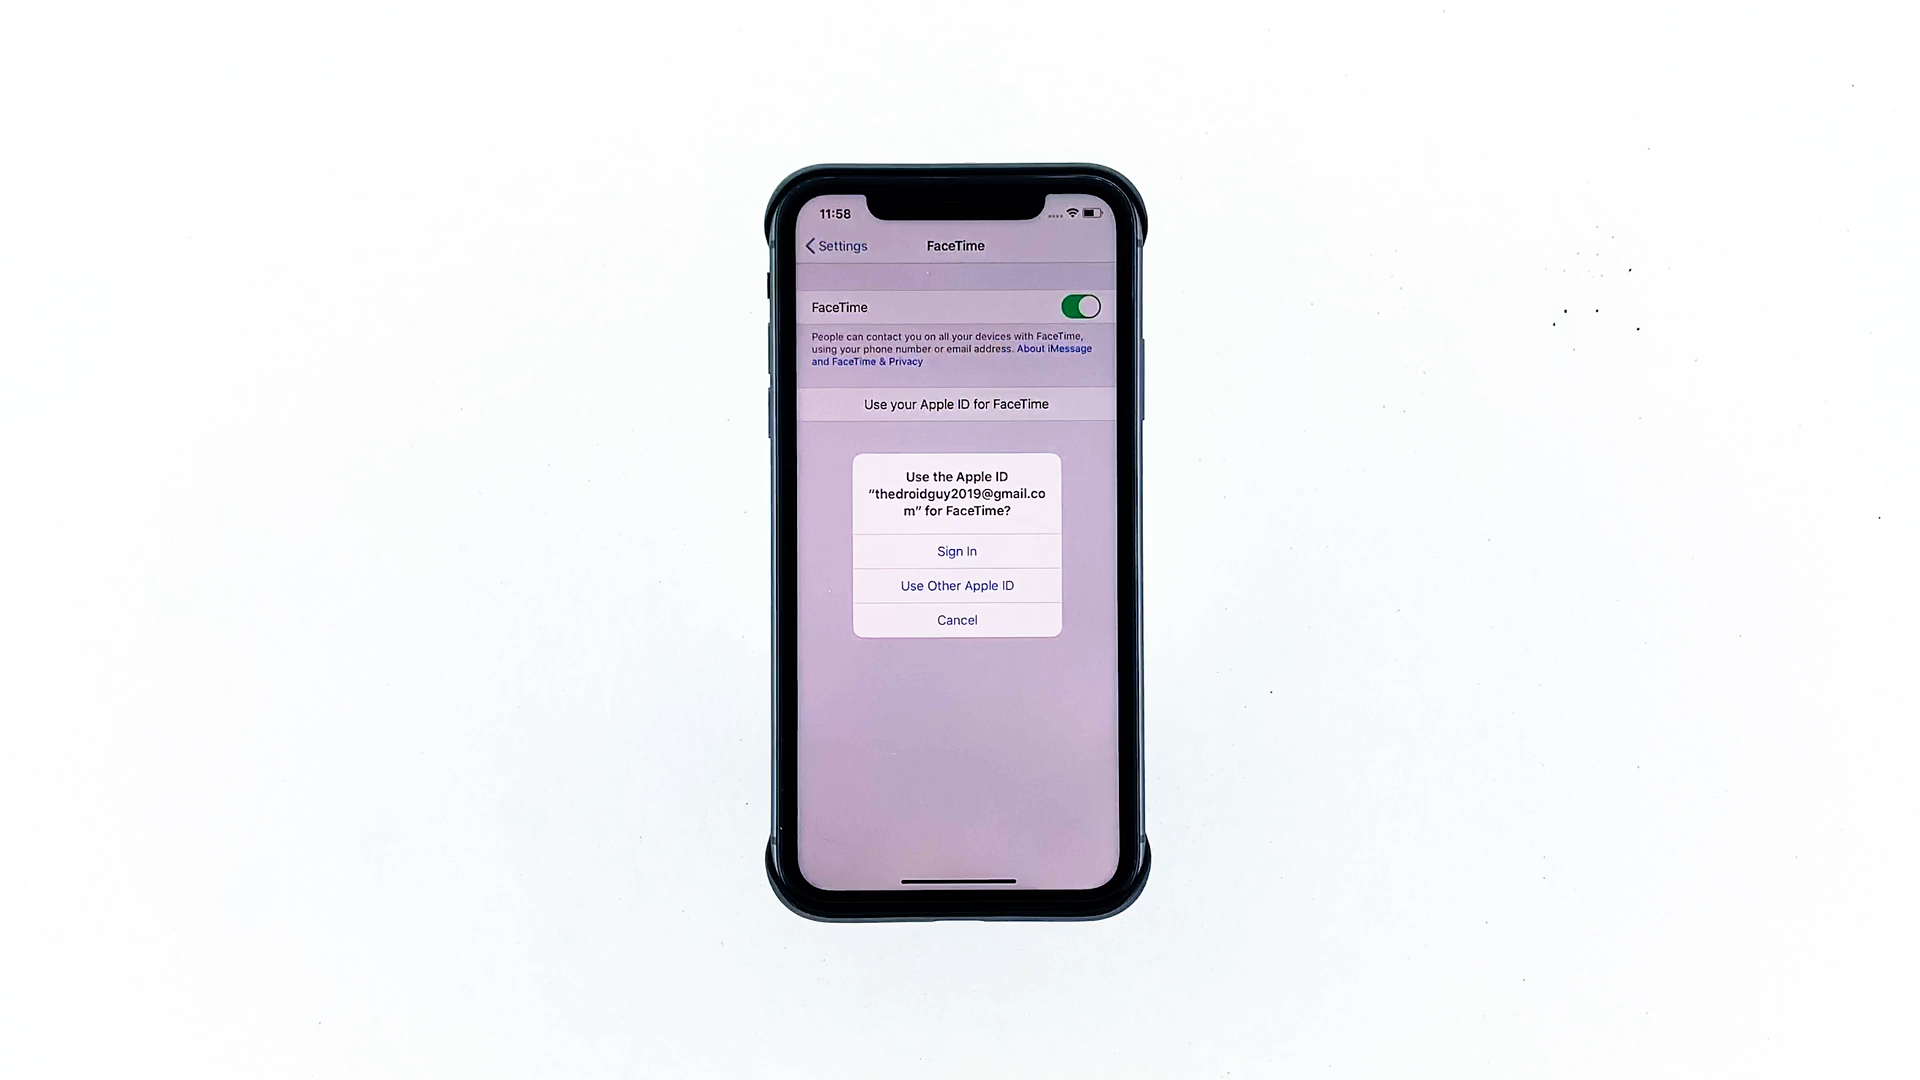 11:58
Settings
FaceTime
FaceTime
People can contact you on all your devices with FaceTime,
using your phone number or email address. About iMessage
and FaceTime & Privacy
Use your Apple ID for FaceTime
Use the Apple ID
"thedroidguy2019@gmail.co
m" for FaceTime?
Sign In
Use Other Apple ID
Cancel